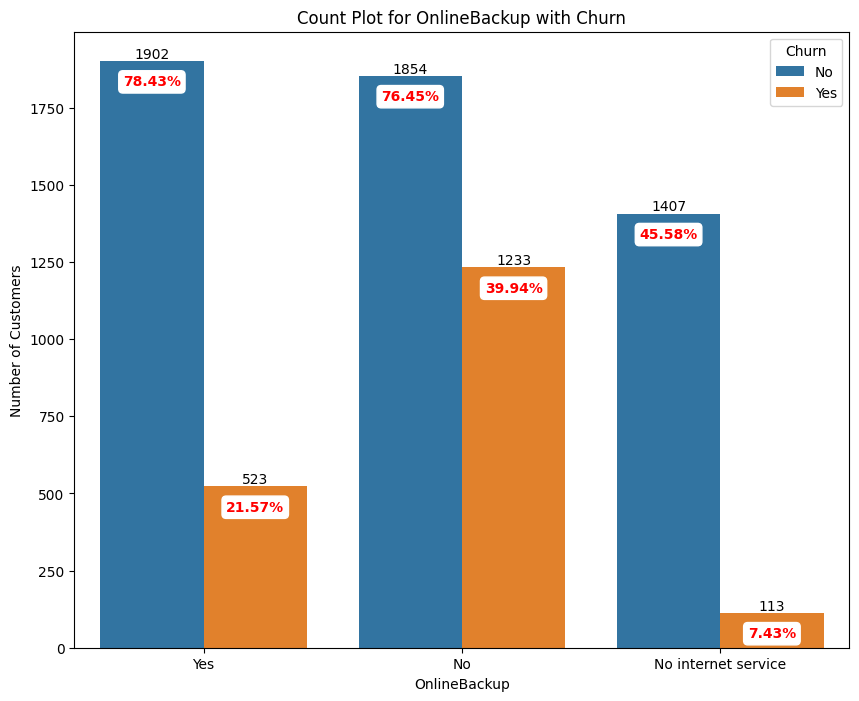 Count Plot for OnlineBackup with Churn
Churn
No
Yes
1902
78.43%
1854
76.45%
1407
45.58%
1233
39.94%
523
21.57%
113
7.43%
Number of Customers
1750
1500
1250
1000
750
500
250
0
Yes
No
No internet service
OnlineBackup